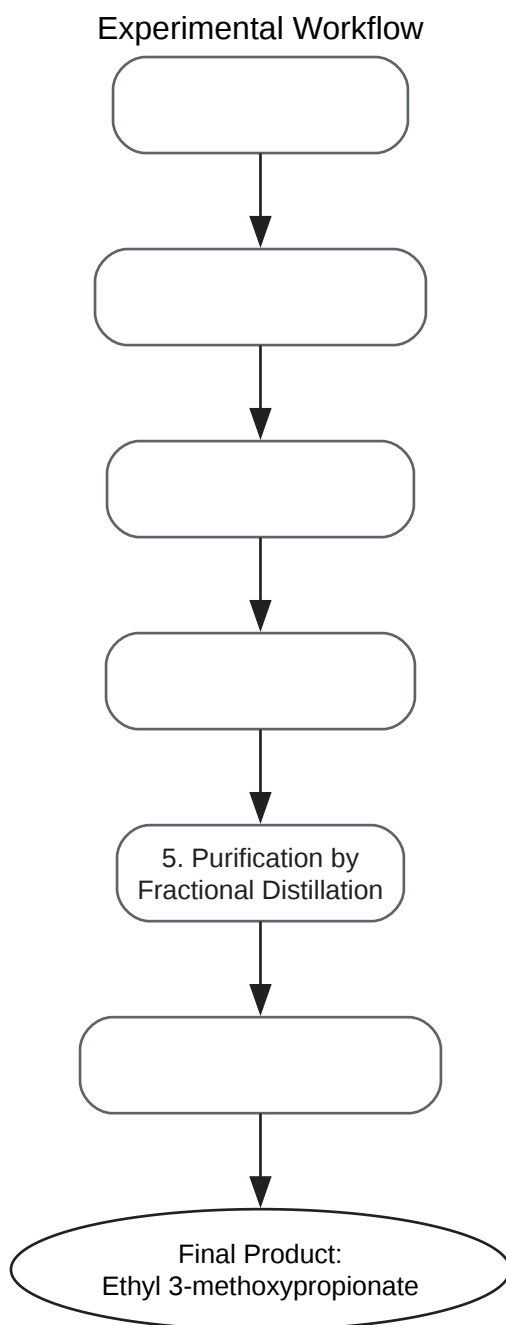 Experimental Workflow
5. Purification by
Fractional Distillation
Final Product:
Ethyl 3-methoxypropionate